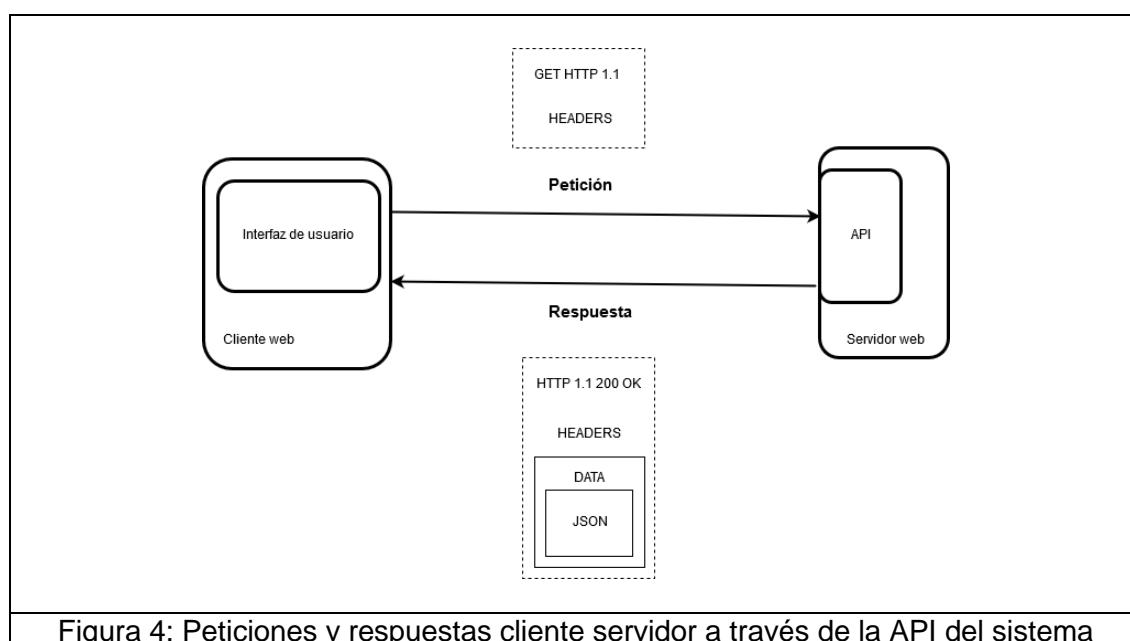 GET HTTP 1.1
HEADERS
Petición
Interfaz de usuario
API
Respuesta
Cliente web
Servidor web
HTTP 1.1 200 OK
HEADERS
DATA
JSON
Figura 4: Peticiones y respuestas cliente servidor a través de la API del sistema